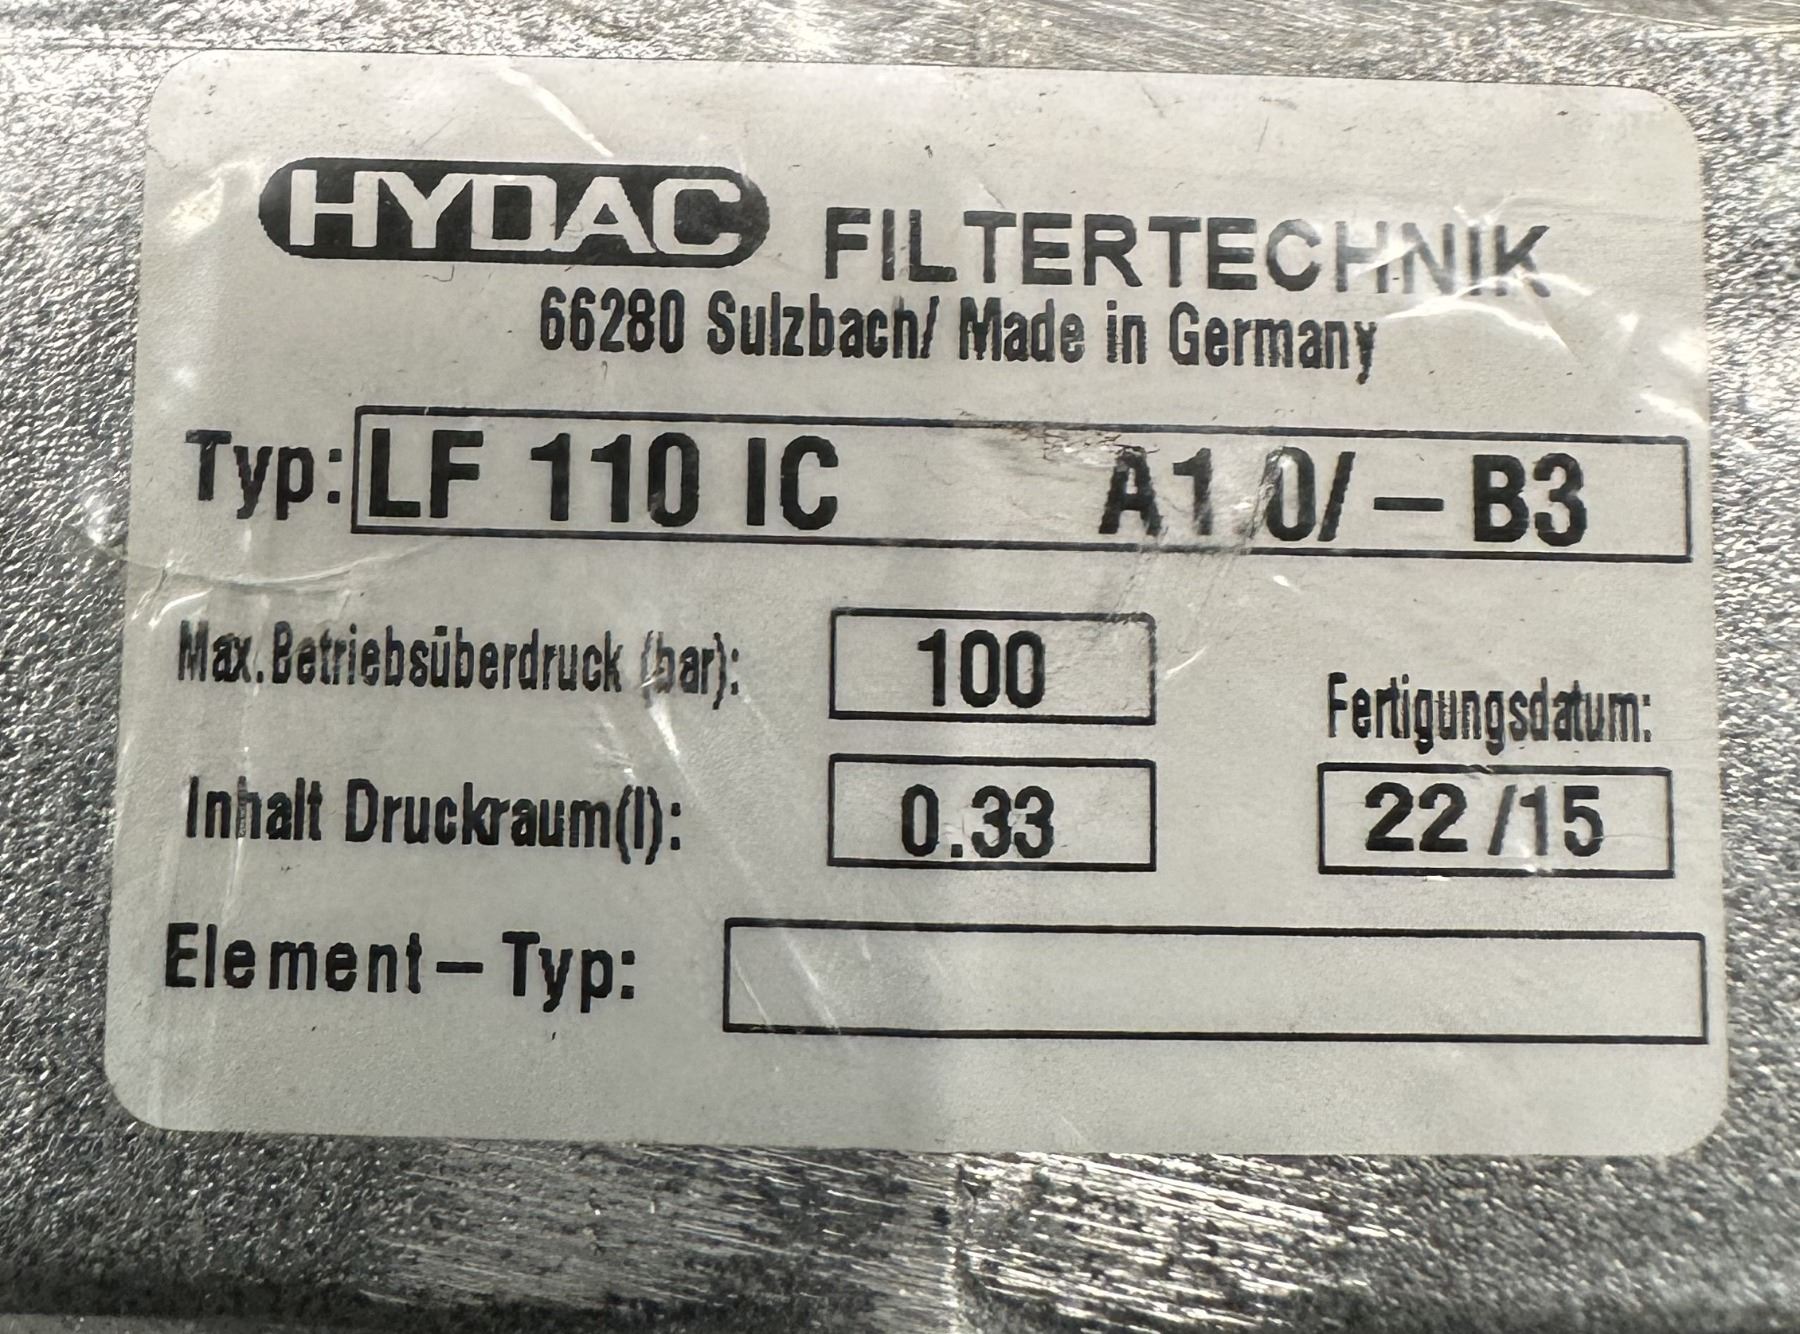 HYDAC FILTERTECHNIK
66280 Sulzbach/ Made in Germany
Typ: LF 110 IC A1.0/-B3
Max.Betriebsüberdruck (bar): 100
Fertigungsdatum:
Inhalt Druckraum(l): 0.33
22/15
Element-Typ: